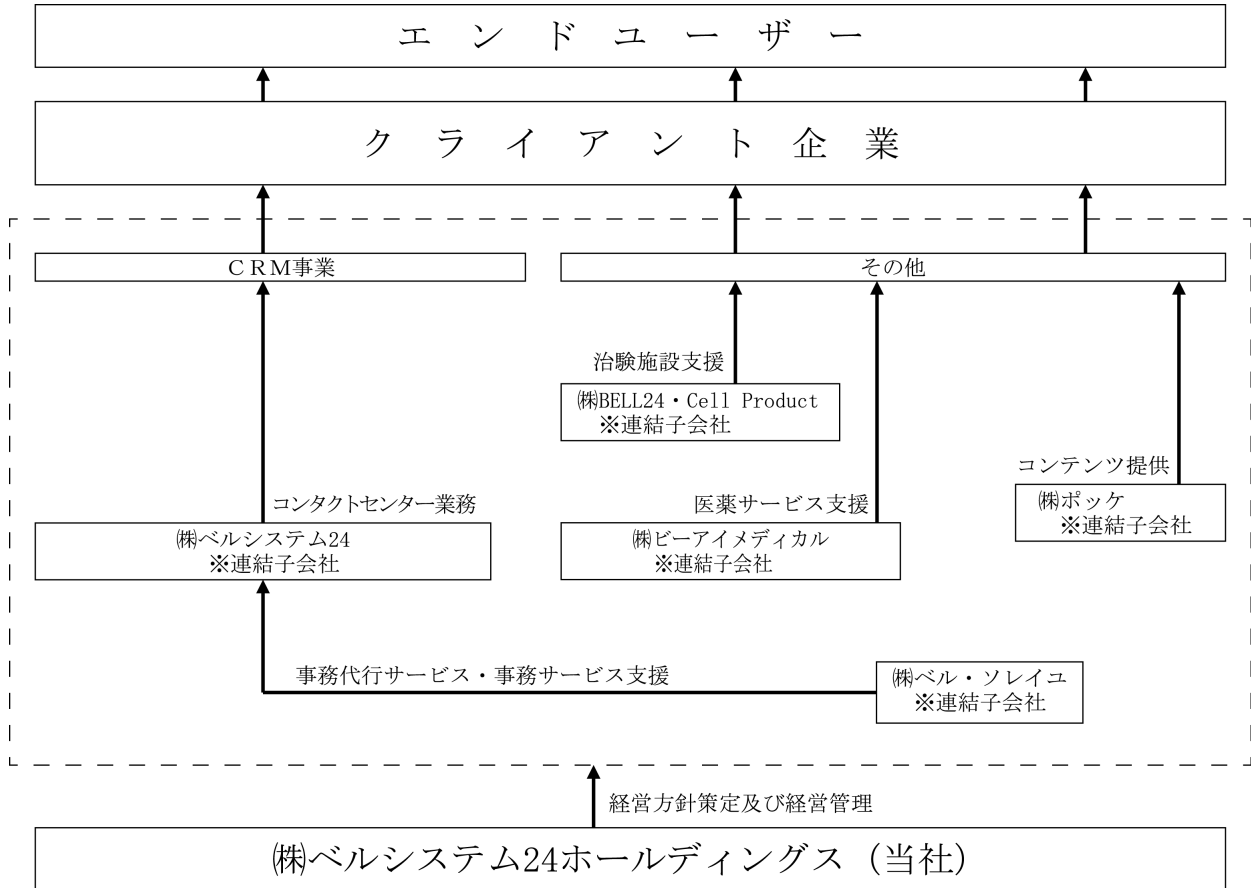 エンドユーザー
クライアント企業
ＣＲＭ事業
その他
治験施設支援
㈱BELL24・Cell Product
※連結子会社
コンテンツ提供
㈱ポッケ
※連結子会社
コンタクトセンター業務
㈱ベルシステム24
※連結子会社
医薬サービス支援
㈱ビーアイメディカル
※連結子会社
事務代行サービス・事務サービス支援
㈱ベル・ソレイユ
※連結子会社
経営方針策定及び経営管理
㈱ベルシステム24ホールディングス（当社）